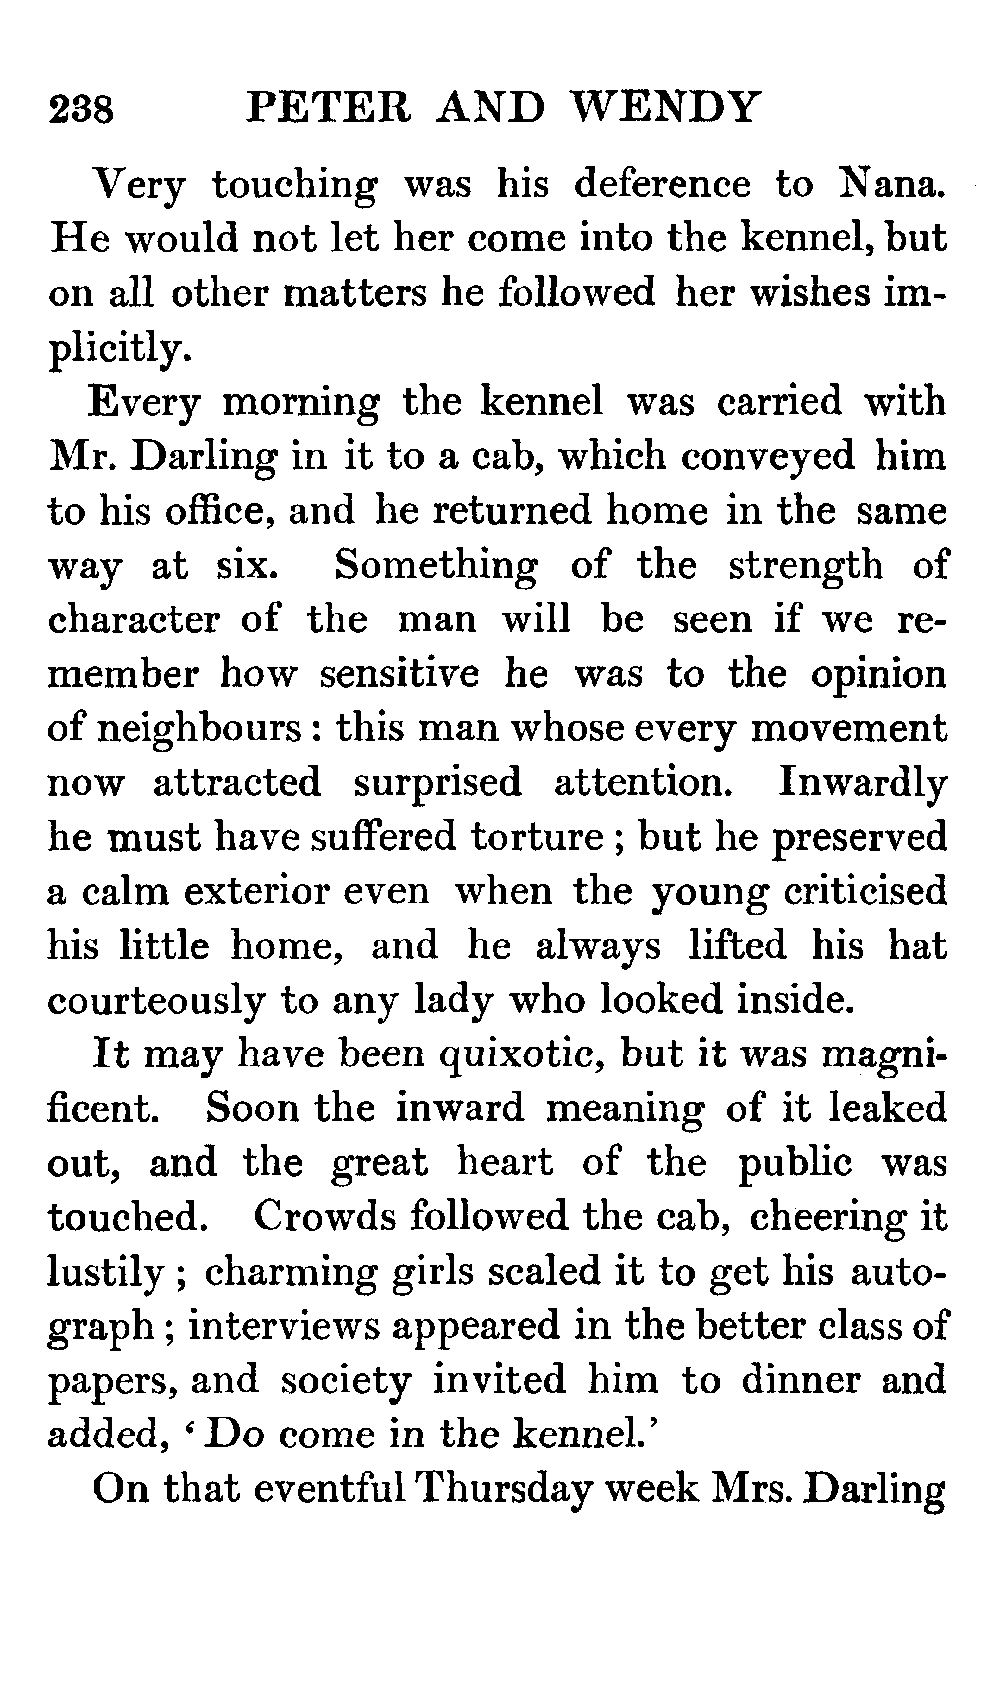 238 PETER AND WENDY
Very touching was his deference to Nana.
He would not let her come into the kennel, but
on all other matters he followed her wishes im-
plicitly.
Every morning the kennel was carried with
Mr. Darling in it to a cab, which conveyed him
to his office, and he returned home in the same
way at six. Something of the strength of
character of the man will be seen if we re-
member how sensitive he was to the opinion
of neighbours : this man whose every movement
now attracted surprised attention. Inwardly
he must have suffered torture ; but he preserved
a calm exterior even when the young criticised
his little home, and he always lifted his hat
courteously to any lady who looked inside.
It may have been quixotic, but it was magni-
ficent. Soon the inward meaning of it leaked
out, and the great heart of the public was
touched. Crowds followed the cab, cheering it
lustily ; charming girls scaled it to get his auto-
graph ; interviews appeared in the better class of
papers, and society invited him to dinner and
added, ‘ Do come in the kennel.’
On that eventful Thursday week Mrs. Darling